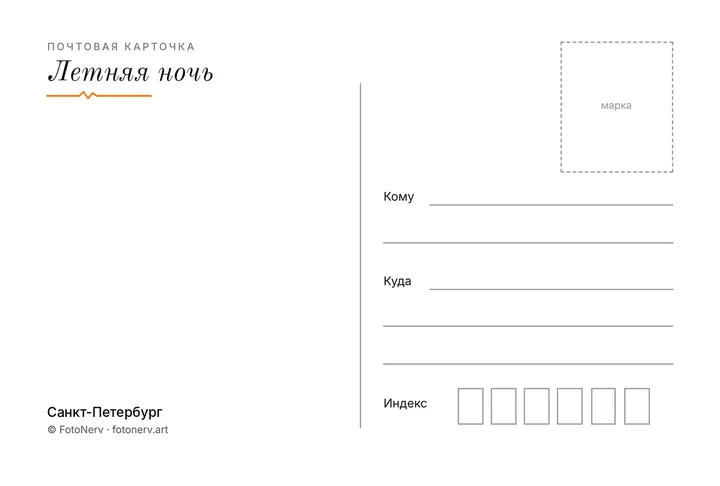 ПОЧТОВАЯ КАРТОЧКА
Летняя ночь
марка
Кому
Куда
Индекс
Санкт-Петербург
© FotoNerv · fotonerv.art